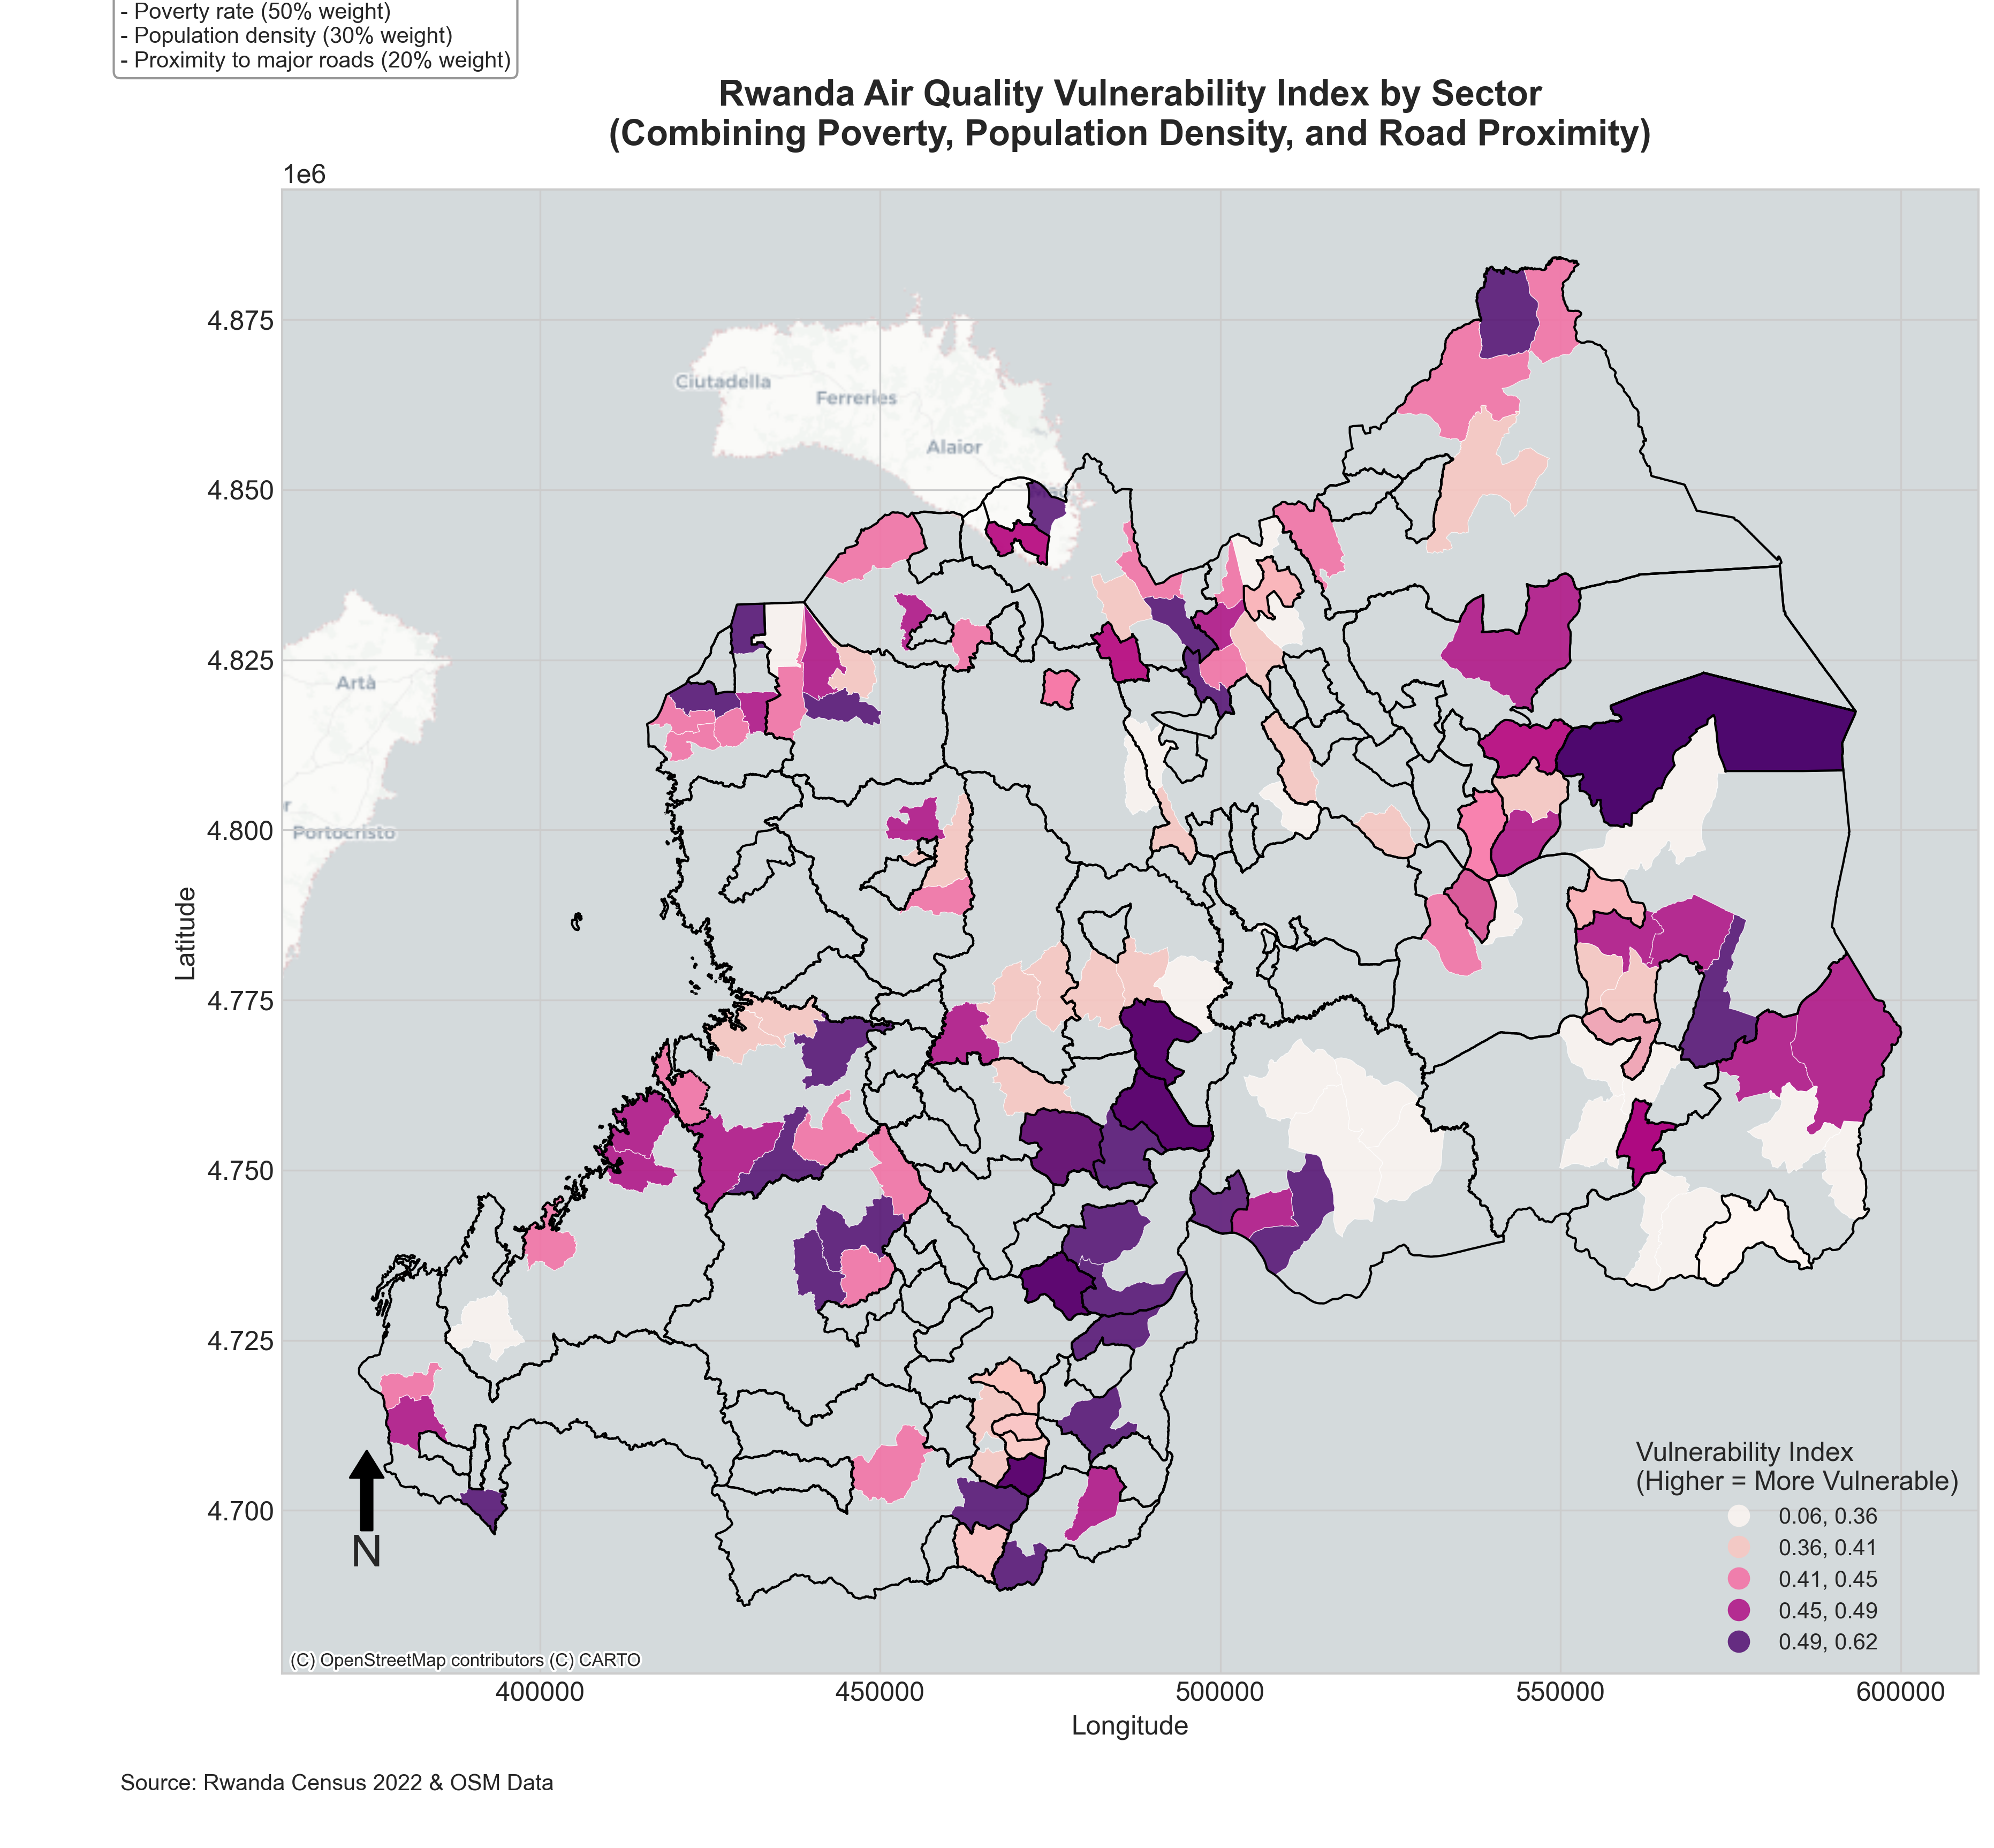 - Poverty rate (50% weight)
- Population density (30% weight)
- Proximity to major roads (20% weight)
Rwanda Air Quality Vulnerability Index by Sector
(Combining Poverty, Population Density, and Road Proximity)
1e6
4.875
4.850
4.825
4.800
4.775
4.750
4.725
4.700
Latitude
Ciutadella
Ferreries
Alaior
Artà
Portocristo
N
Vulnerability Index
(Higher = More Vulnerable)
0.06, 0.36
0.36, 0.41
0.41, 0.45
0.45, 0.49
0.49, 0.62
(C) OpenStreetMap contributors (C) CARTO
400000
450000
500000
550000
600000
Longitude
Source: Rwanda Census 2022 & OSM Data